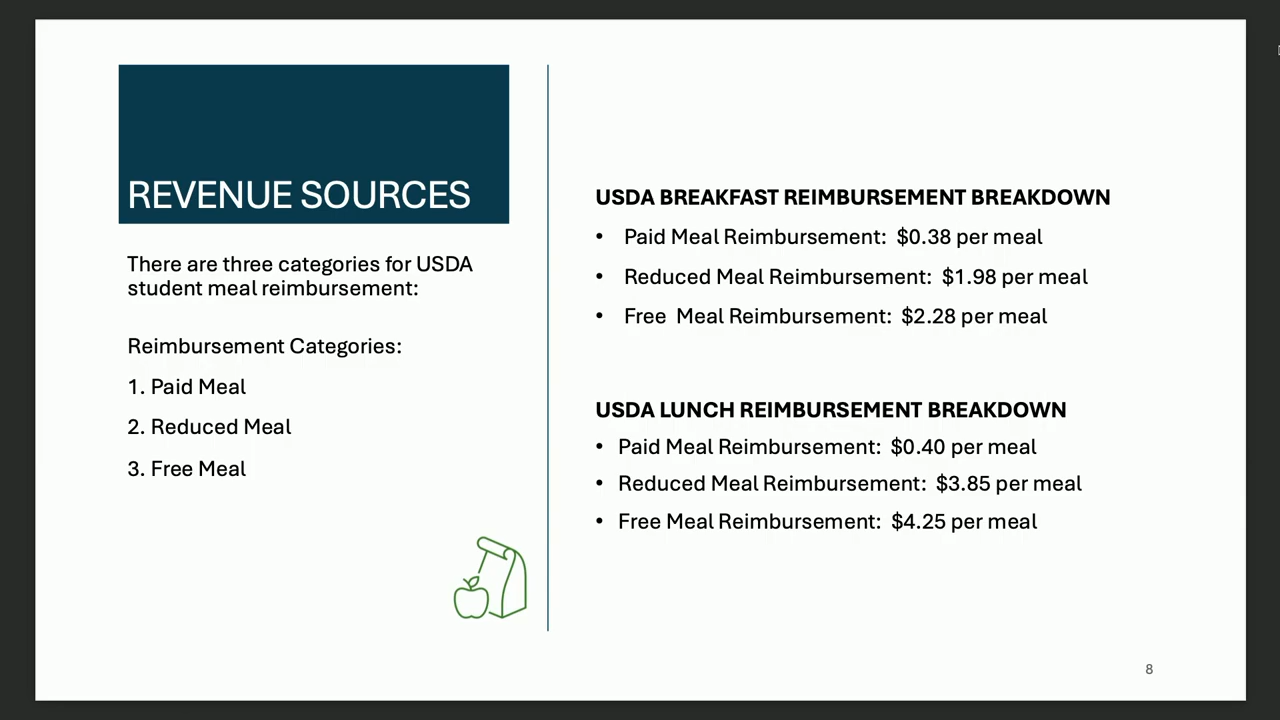 REVENUE SOURCES
There are three categories for USDA
student meal reimbursement:
Reimbursement Categories:
1. Paid Meal
2. Reduced Meal
3. Free Meal
USDA BREAKFAST REIMBURSEMENT BREAKDOWN
• Paid Meal Reimbursement: $0.38 per meal
• Reduced Meal Reimbursement: $1.98 per meal
• Free Meal Reimbursement: $2.28 per meal
USDA LUNCH REIMBURSEMENT BREAKDOWN
• Paid Meal Reimbursement: $0.40 per meal
• Reduced Meal Reimbursement: $3.85 per meal
• Free Meal Reimbursement: $4.25 per meal
8